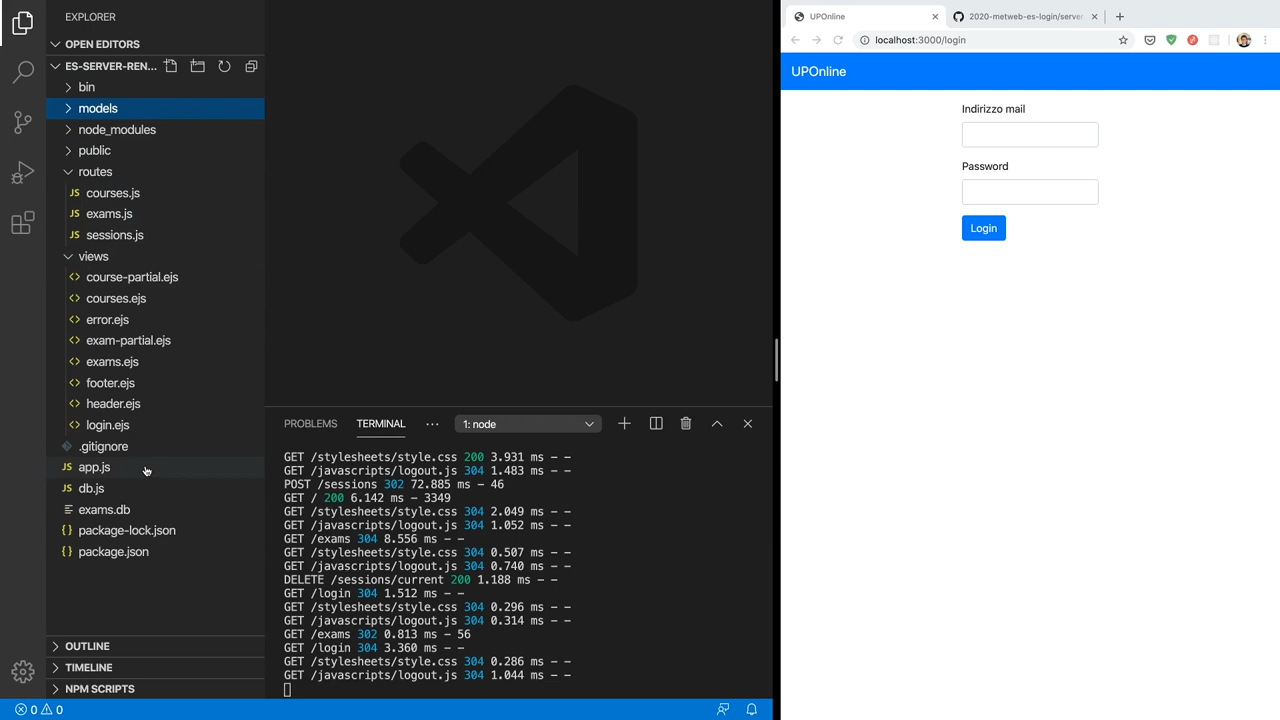 EXPLORER
OPEN EDITORS
ES-SERVER-REN...
bin
models
node_modules
public
routes
JS courses.js
JS exams.js
JS sessions.js
views
<> course-partial.ejs
<> courses.ejs
<> error.ejs
<> exam-partial.ejs
<> exams.ejs
<> footer.ejs
<> header.ejs
<> login.ejs
.gitignore
JS app.js
JS db.js
exams.db
{} package-lock.json
{} package.json
OUTLINE
TIMELINE
NPM SCRIPTS
0 0
PROBLEMS TERMINAL ... 1: node
GET /stylesheets/style.css 200 3.931 ms - -
GET /javascripts/logout.js 304 1.483 ms - -
POST /sessions 302 72.885 ms - 46
GET / 200 6.142 ms - 3349
GET /stylesheets/style.css 304 2.049 ms - -
GET /javascripts/logout.js 304 1.052 ms - -
GET /exams 304 8.556 ms - -
GET /stylesheets/style.css 304 0.507 ms - -
GET /javascripts/logout.js 304 0.740 ms - -
DELETE /sessions/current 200 1.188 ms - -
GET /login 304 1.512 ms - -
GET /stylesheets/style.css 304 0.296 ms - -
GET /javascripts/logout.js 304 0.314 ms - -
GET /exams 302 0.813 ms - 56
GET /login 304 3.360 ms - -
GET /stylesheets/style.css 304 0.286 ms - -
GET /javascripts/logout.js 304 1.044 ms - -
UPOnline
2020-metweb-es-login/server
localhost:3000/login
UPOnline
Indirizzo mail
Password
Login